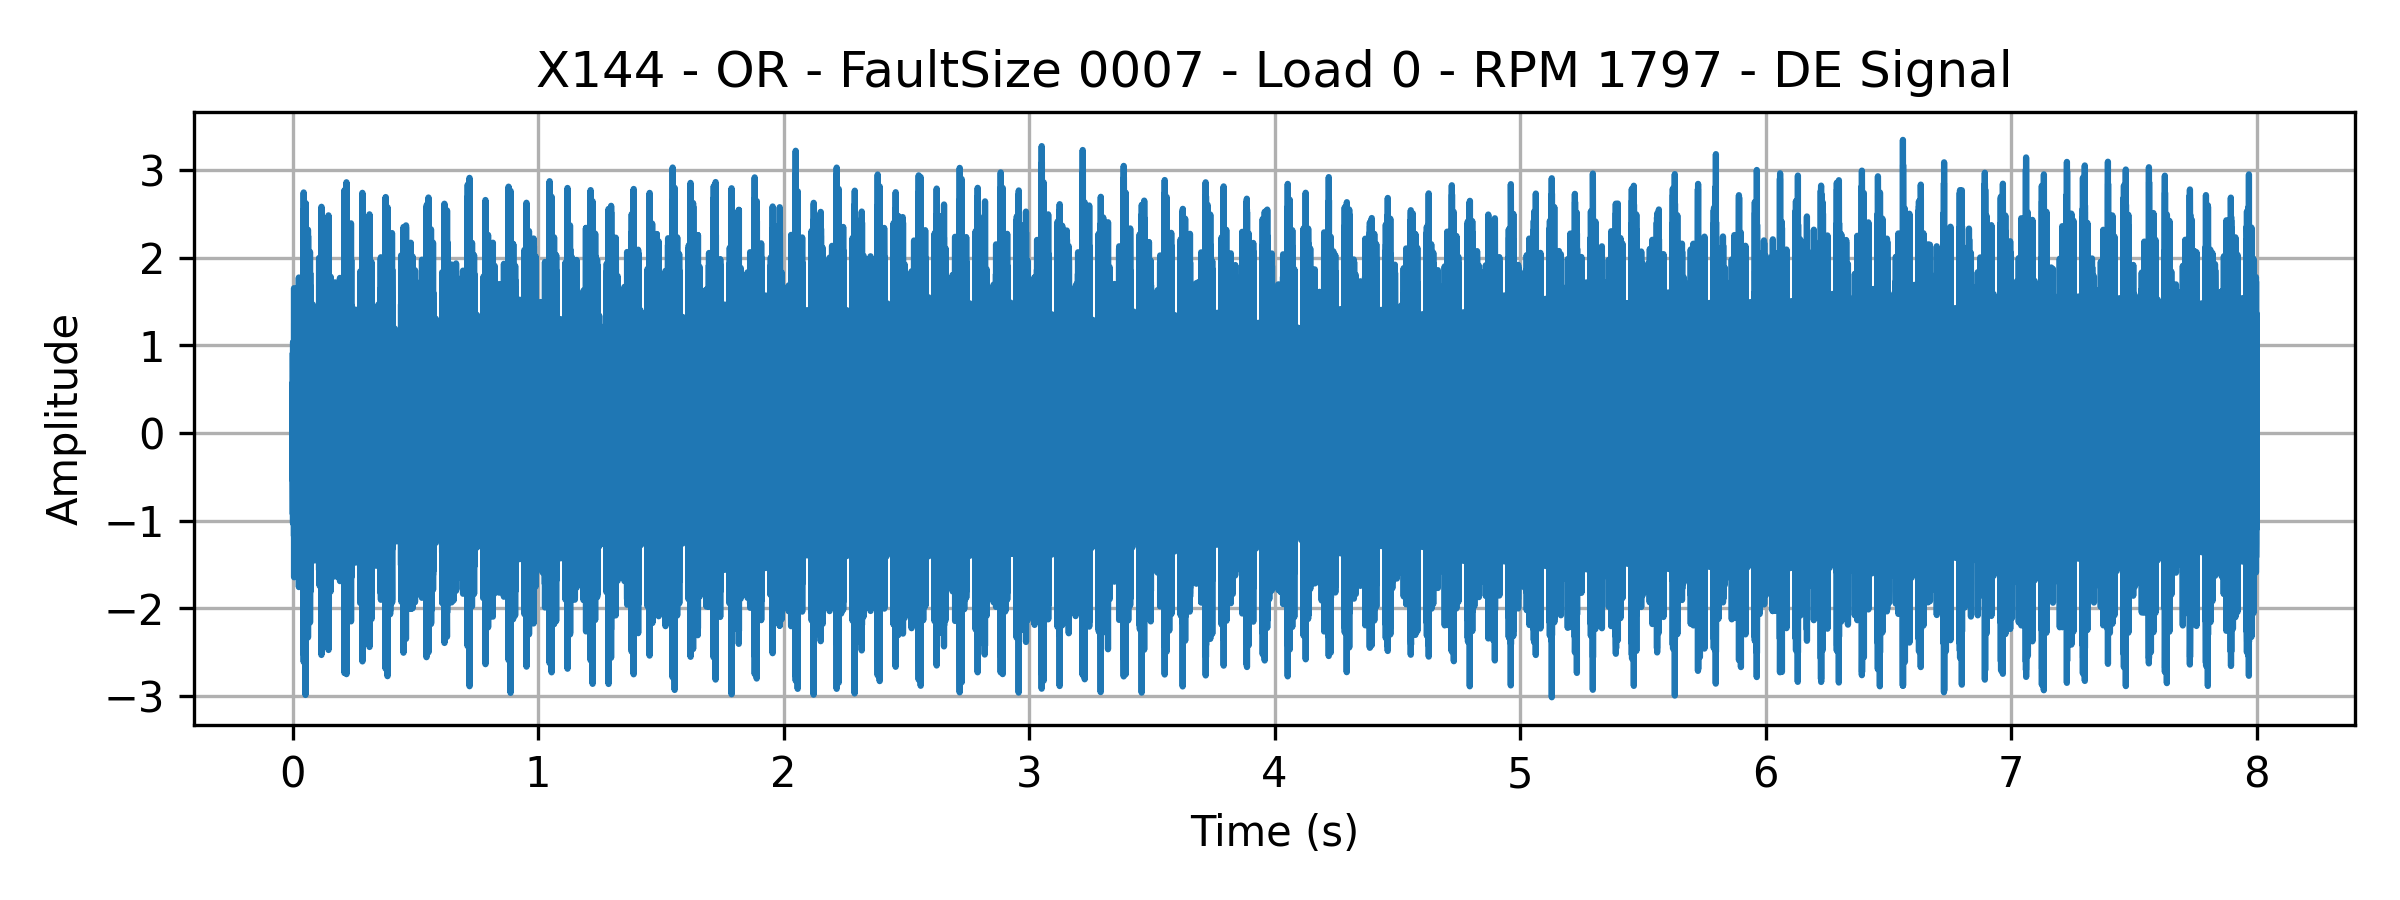 X144 - OR - FaultSize 0007 - Load 0 - RPM 1797 - DE Signal
Amplitude
3
2
1
0
−1
−2
−3
0 1 2 3 4 5 6 7 8
Time (s)